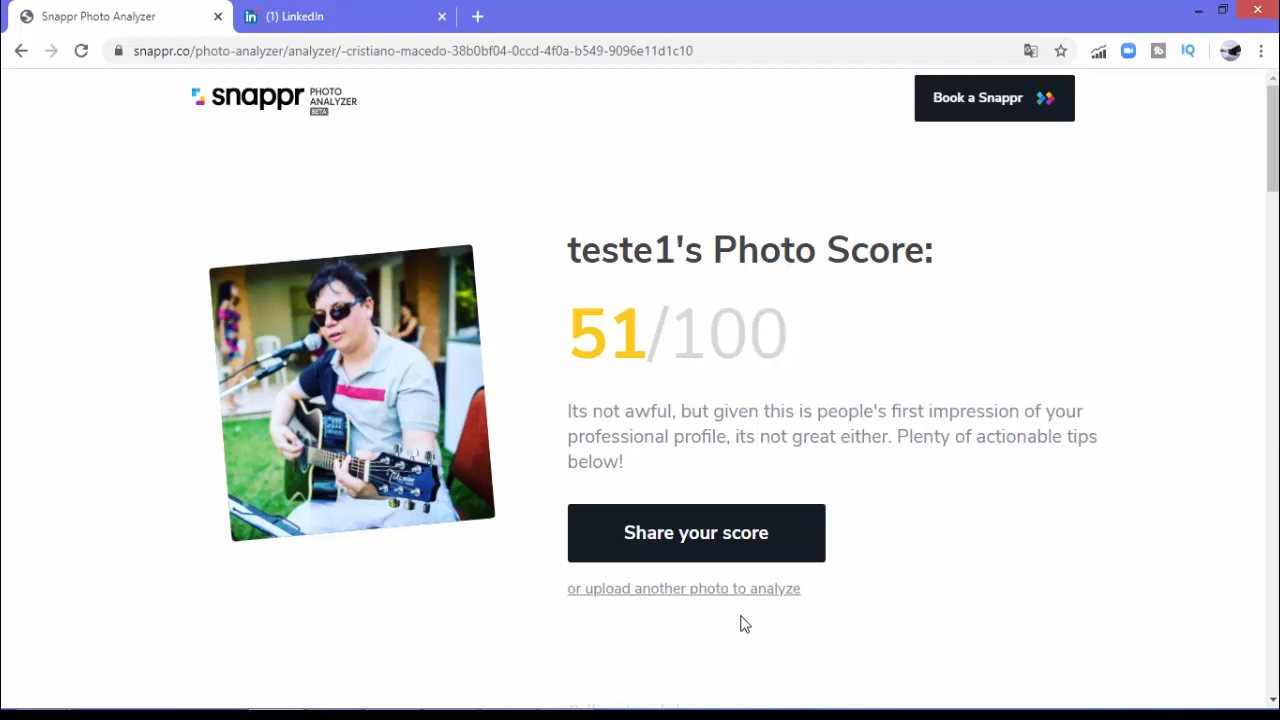 Snappr Photo Analyzer
in (1) LinkedIn
snappr.co/photo-analyzer/analyzer/-cristiano-macedo-38b0bf04-0ccd-4f0a-b549-9096e11d1c10
IQ
snappr PHOTO
ANALYZER
BETA
Book a Snappr
teste1's Photo Score:
51/100
Its not awful, but given this is people's first impression of your
professional profile, its not great either. Plenty of actionable tips
below!
Takamine
Share your score
or upload another photo to analyze